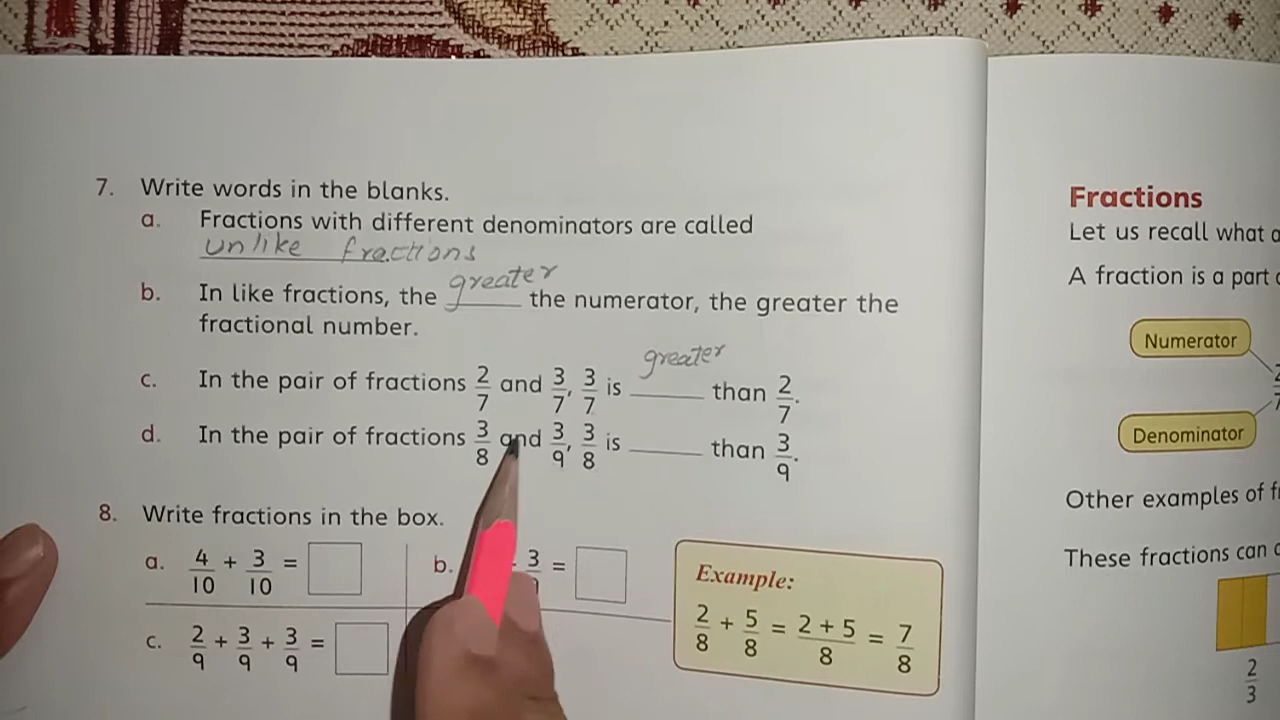 7. Write words in the blanks.
a. Fractions with different denominators are called
unlike fractions
b. In like fractions, the greater the numerator, the greater the
fractional number.
c. In the pair of fractions 2/7 and 3/7, 3/7 is greater than 2/7.
d. In the pair of fractions 3/8 and 3/9, 3/8 is ____ than 3/9.
8. Write fractions in the box.
a. 4/10 + 3/10 =
b. 3 =
c. 2/9 + 3/9 + 3/9 =
Example:
2/8 + 5/8 = 2 + 5/8 = 7/8
Fractions
Let us recall what
A fraction is a part
Numerator
Denominator
Other examples of
These fractions can
2/3